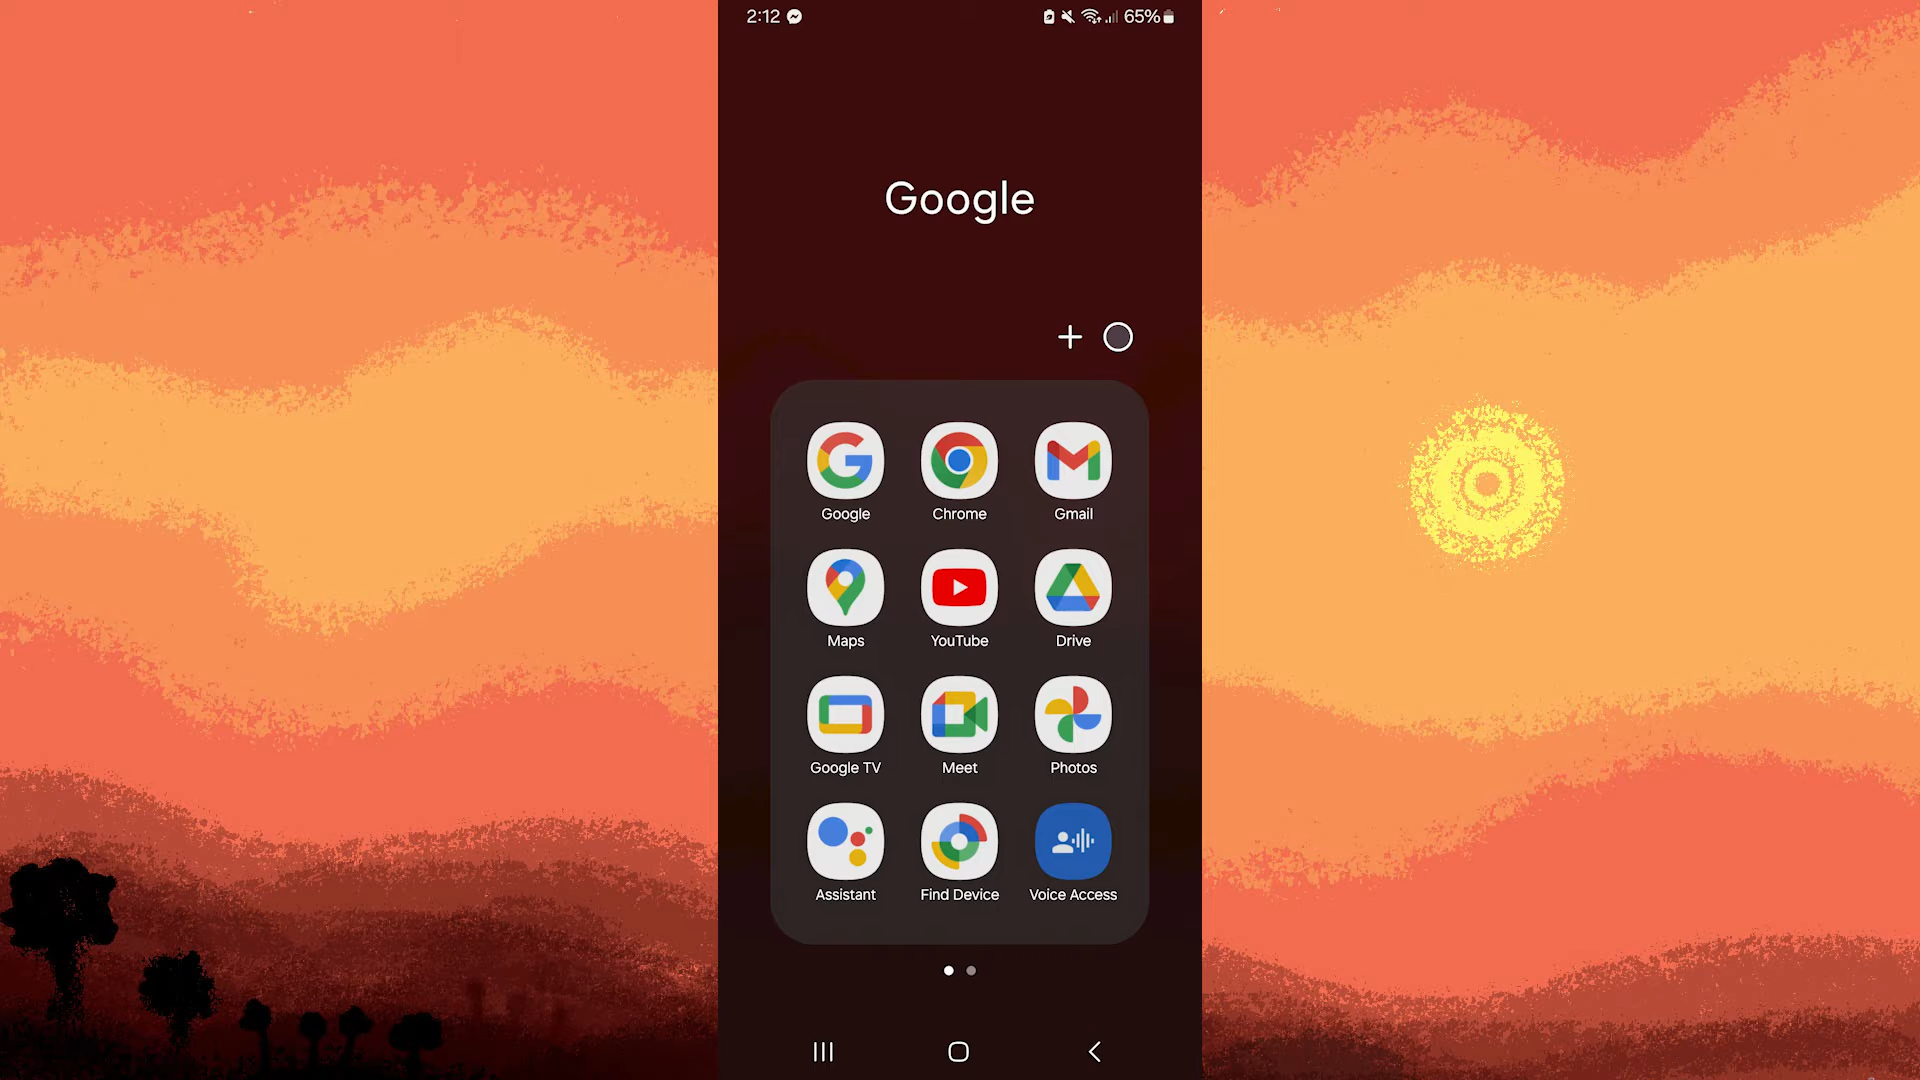 2:12
65%
Google
Google
Chrome
Gmail
Maps
YouTube
Drive
Google TV
Meet
Photos
Assistant
Find Device
Voice Access